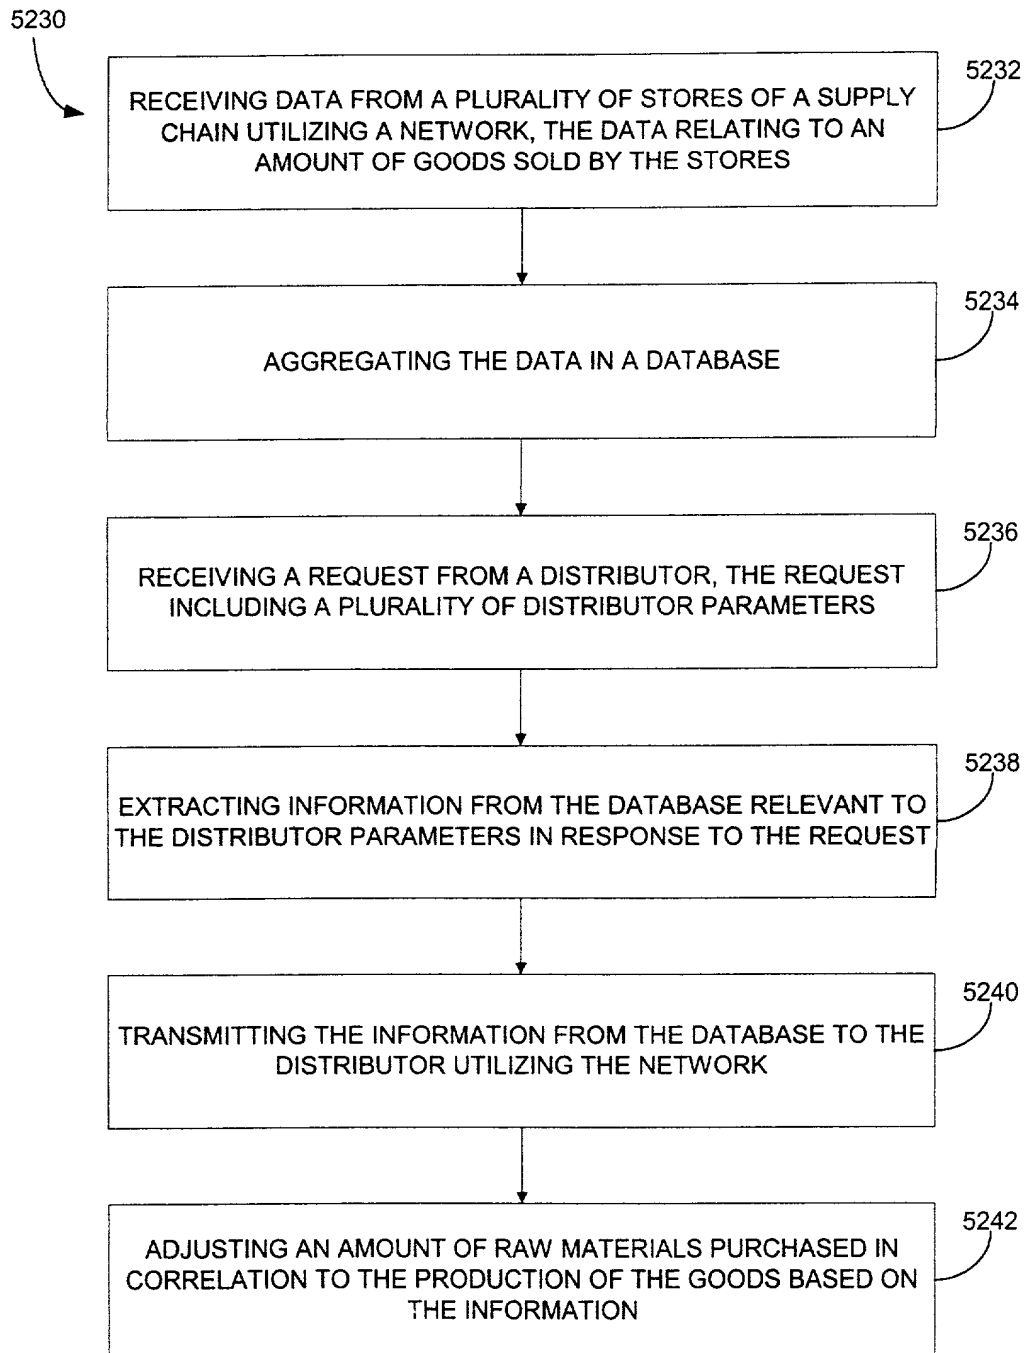 5230
5232
RECEIVING DATA FROM A PLURALITY OF STORES OF A SUPPLY
CHAIN UTILIZING A NETWORK, THE DATA RELATING TO AN
AMOUNT OF GOODS SOLD BY THE STORES
5234
AGGREGATING THE DATA IN A DATABASE
5236
RECEIVING A REQUEST FROM A DISTRIBUTOR, THE REQUEST
INCLUDING A PLURALITY OF DISTRIBUTOR PARAMETERS
5238
EXTRACTING INFORMATION FROM THE DATABASE RELEVANT TO
THE DISTRIBUTOR PARAMETERS IN RESPONSE TO THE REQUEST
5240
TRANSMITTING THE INFORMATION FROM THE DATABASE TO THE
DISTRIBUTOR UTILIZING THE NETWORK
5242
ADJUSTING AN AMOUNT OF RAW MATERIALS PURCHASED IN
CORRELATION TO THE PRODUCTION OF THE GOODS BASED ON
THE INFORMATION